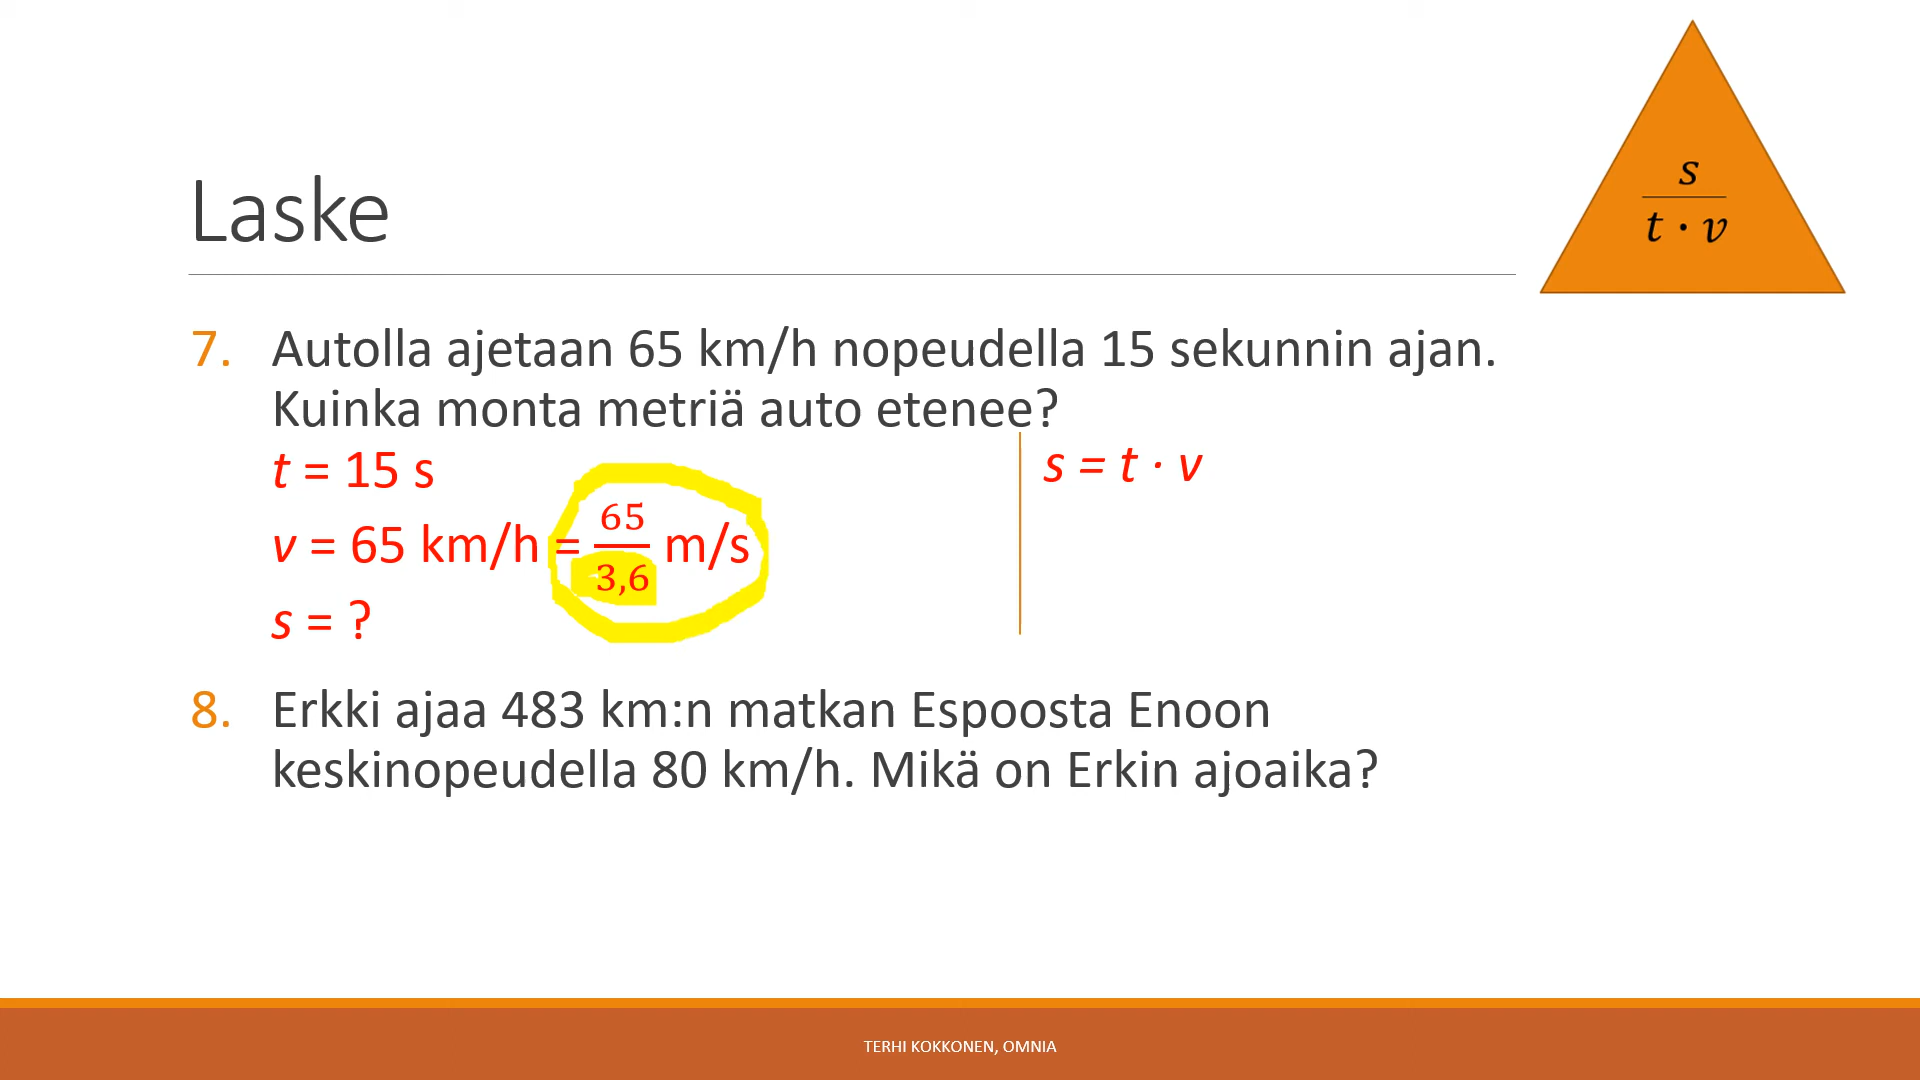 s
t · v
Laske
7. Autolla ajetaan 65 km/h nopeudella 15 sekunnin ajan.
Kuinka monta metriä auto etenee?
t = 15 s
s = t · v
v = 65 km/h = 65/3,6 m/s
s = ?
8. Erkki ajaa 483 km:n matkan Espoosta Enoon
keskinopeudella 80 km/h. Mikä on Erkin ajoaika?
TERHI KOKKONEN, OMNIA